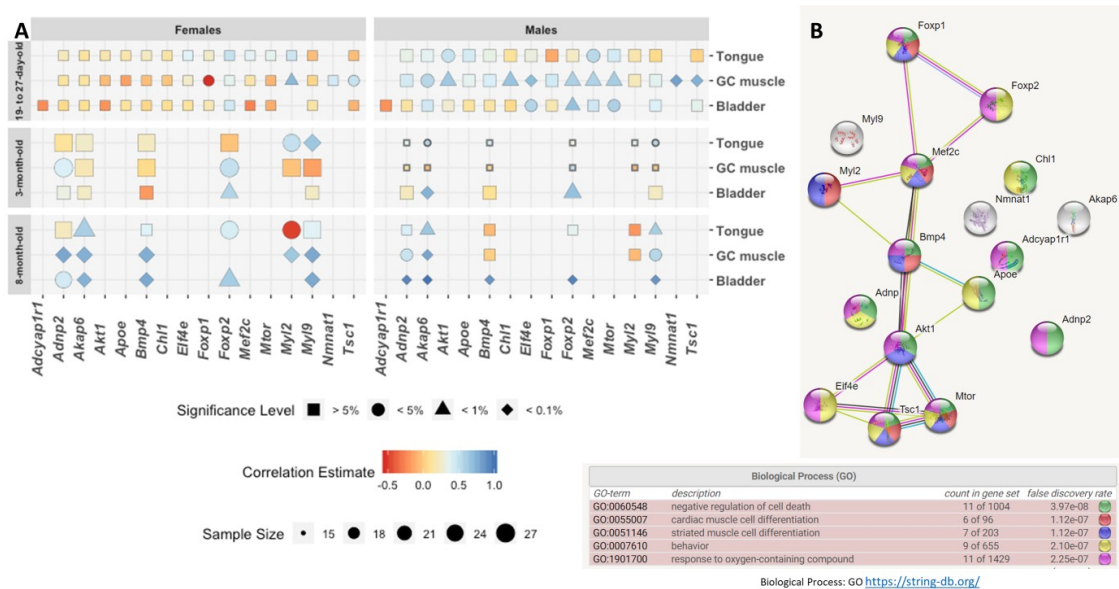 A
Females
Males
19- to 27-day-old
Tongue
GC muscle
Bladder
3-month-old
Tongue
GC muscle
Bladder
8-month-old
Tongue
GC muscle
Bladder
Adcyap1r1 Adnp2 Akap6 Akt1 Apoe Bmp4 Chl1 Eif4e Foxp1 Foxp2 Mef2c Mtor Myl2 Myl9 Nmnat1 Tsc1
Adcyap1r1 Adnp2 Akap6 Akt1 Apoe Bmp4 Chl1 Eif4e Foxp1 Foxp2 Mef2c Mtor Myl2 Myl9 Nmnat1 Tsc1
Significance Level > 5% < 5% < 1% < 0.1%
Correlation Estimate
-0.5 0.0 0.5 1.0
Sample Size 15 18 21 24 27
B
Foxp1
Foxp2
Myl9
Mef2c
Chl1
Myl2
Nmnat1
Akap6
Bmp4
Adcyap1r1
Apoe
Adnp
Akt1
Adnp2
Eif4e
Mtor
Tsc1
Biological Process (GO)
GO-term description count in gene set false discovery rate
GO:0060548 negative regulation of cell death 11 of 1004 3.97e-08
GO:0055007 cardiac muscle cell differentiation 6 of 96 1.12e-07
GO:0051146 striated muscle cell differentiation 7 of 203 1.12e-07
GO:0007610 behavior 9 of 655 2.10e-07
GO:1901700 response to oxygen-containing compound 11 of 1429 2.25e-07
Biological Process: GO https://string-db.org/